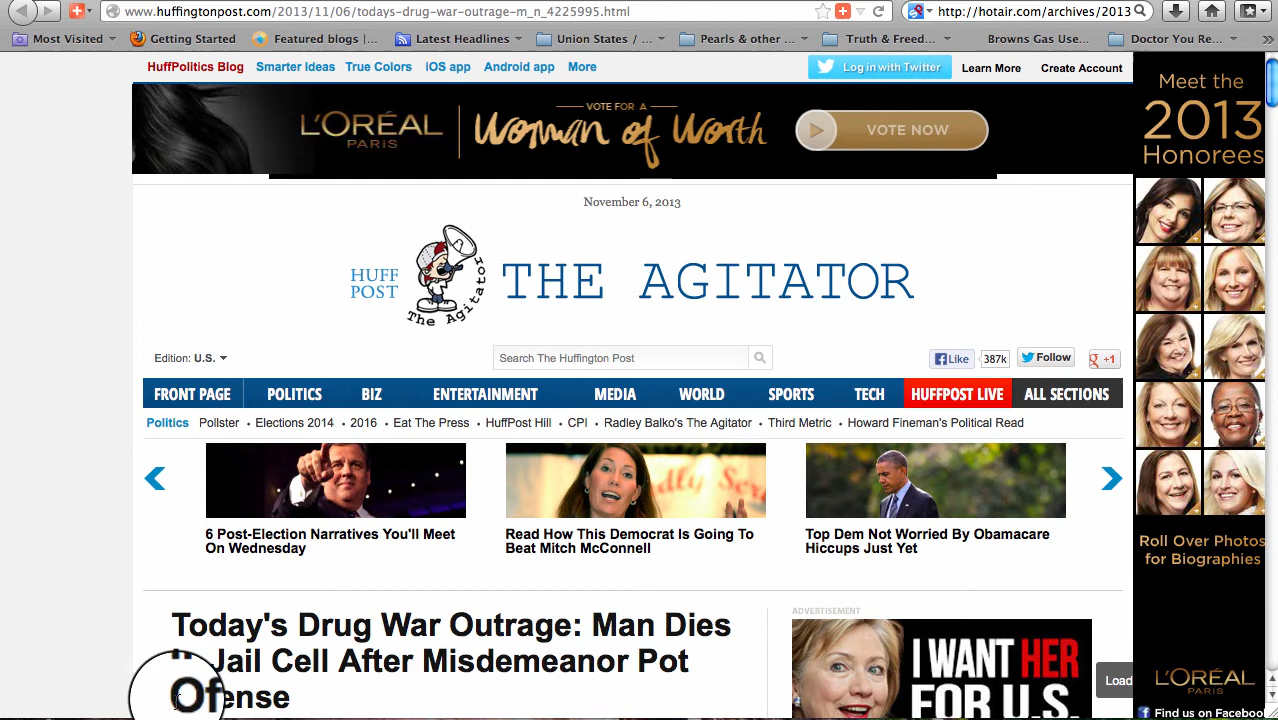 www.huffingtonpost.com/2013/11/06/todays-drug-war-outrage-m_n_4225995.html
http://hotair.com/archives/2013
Most Visited
Getting Started
Featured blogs |...
Latest Headlines
Union States / ...
Pearls & other ...
Truth & Freed...
Browns Gas Use...
Doctor You Re...
HuffPolitics Blog
Smarter Ideas
True Colors
iOS app
Android app
More
Log in with Twitter
Learn More
Create Account
L'ORÉAL
PARIS
VOTE FOR A
Woman of Worth
VOTE NOW
Meet the
2013
Honorees
November 6, 2013
HUFF
POST
The Agitator
THE AGITATOR
Edition: U.S.
Search The Huffington Post
Like
387k
Follow
+1
FRONT PAGE
POLITICS
BIZ
ENTERTAINMENT
MEDIA
WORLD
SPORTS
TECH
HUFFPOST LIVE
ALL SECTIONS
Politics
Pollster
Elections 2014
2016
Eat The Press
HuffPost Hill
CPI
Radley Balko's The Agitator
Third Metric
Howard Fineman's Political Read
6 Post-Election Narratives You'll Meet
On Wednesday
Read How This Democrat Is Going To
Beat Mitch McConnell
Top Dem Not Worried By Obamacare
Hiccups Just Yet
Roll Over Photos
for Biographies
Today's Drug War Outrage: Man Dies
Jail Cell After Misdemeanor Pot
Offense
ADVERTISEMENT
I WANT HER
FOR U.S.
Load
L'ORÉAL
PARIS
Find us on Facebook